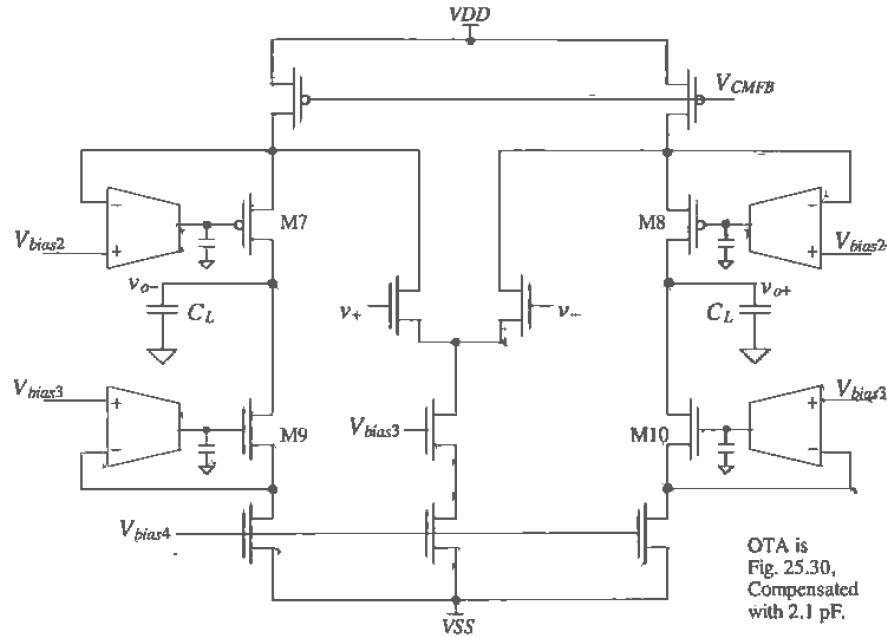 VDD
V_CMFB
M7
M8
V_bias2
V_bias2
v_o−
v_o+
C_L
v_+
v_−
C_L
V_bias3
V_bias3
V_bias3
M9
M10
V_bias4
OTA is
Fig. 25.30,
Compensated
with 2.1 pF.
VSS